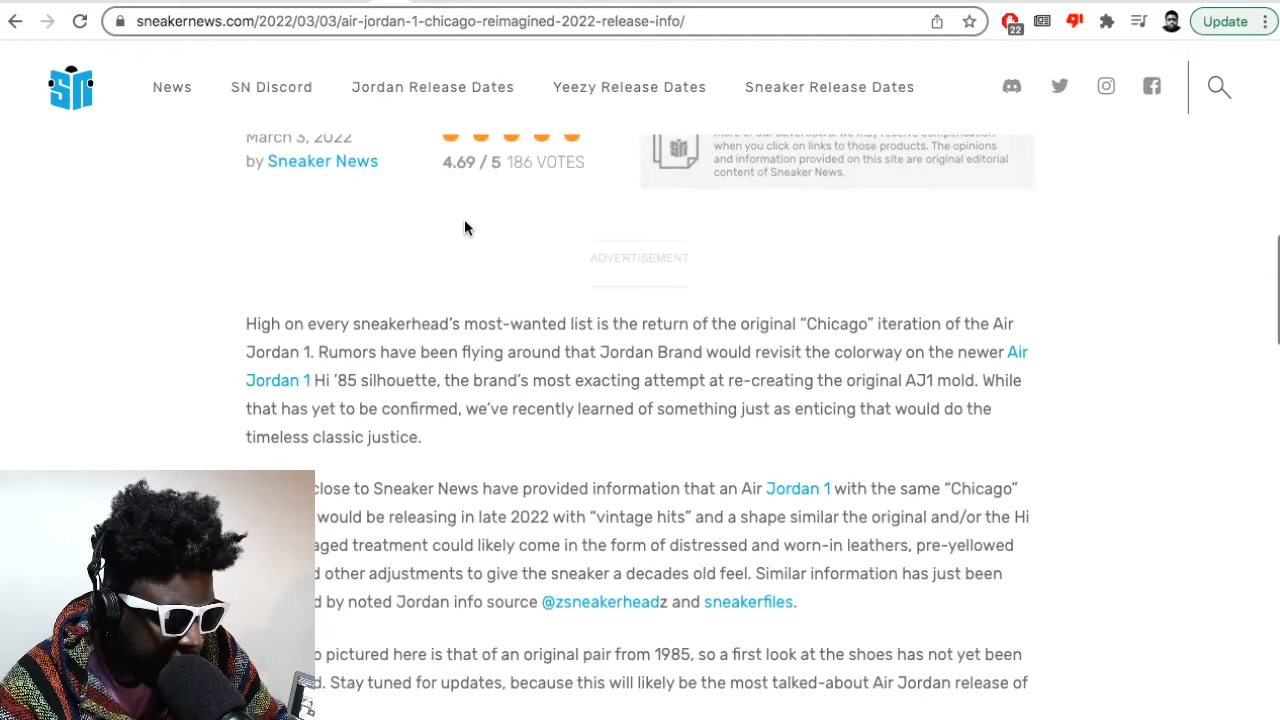 sneakernews.com/2022/03/03/air-jordan-1-chicago-reimagined-2022-release-info/
22
Update
SN
News
SN Discord
Jordan Release Dates
Yeezy Release Dates
Sneaker Release Dates
March 3, 2022
by Sneaker News
4.69 / 5 186 VOTES
when you click on links to those products. The opinions
and information provided on this site are original editorial
content of Sneaker News.
ADVERTISEMENT
High on every sneakerhead's most-wanted list is the return of the original “Chicago” iteration of the Air
Jordan 1. Rumors have been flying around that Jordan Brand would revisit the colorway on the newer Air
Jordan 1 Hi ’85 silhouette, the brand's most exacting attempt at re-creating the original AJ1 mold. While
that has yet to be confirmed, we've recently learned of something just as enticing that would do the
timeless classic justice.
close to Sneaker News have provided information that an Air Jordan 1 with the same “Chicago”
would be releasing in late 2022 with “vintage hits” and a shape similar the original and/or the Hi
aged treatment could likely come in the form of distressed and worn-in leathers, pre-yellowed
other adjustments to give the sneaker a decades old feel. Similar information has just been
by noted Jordan info source @zsneakerheadz and sneakerfiles.
pictured here is that of an original pair from 1985, so a first look at the shoes has not yet been
Stay tuned for updates, because this will likely be the most talked-about Air Jordan release of